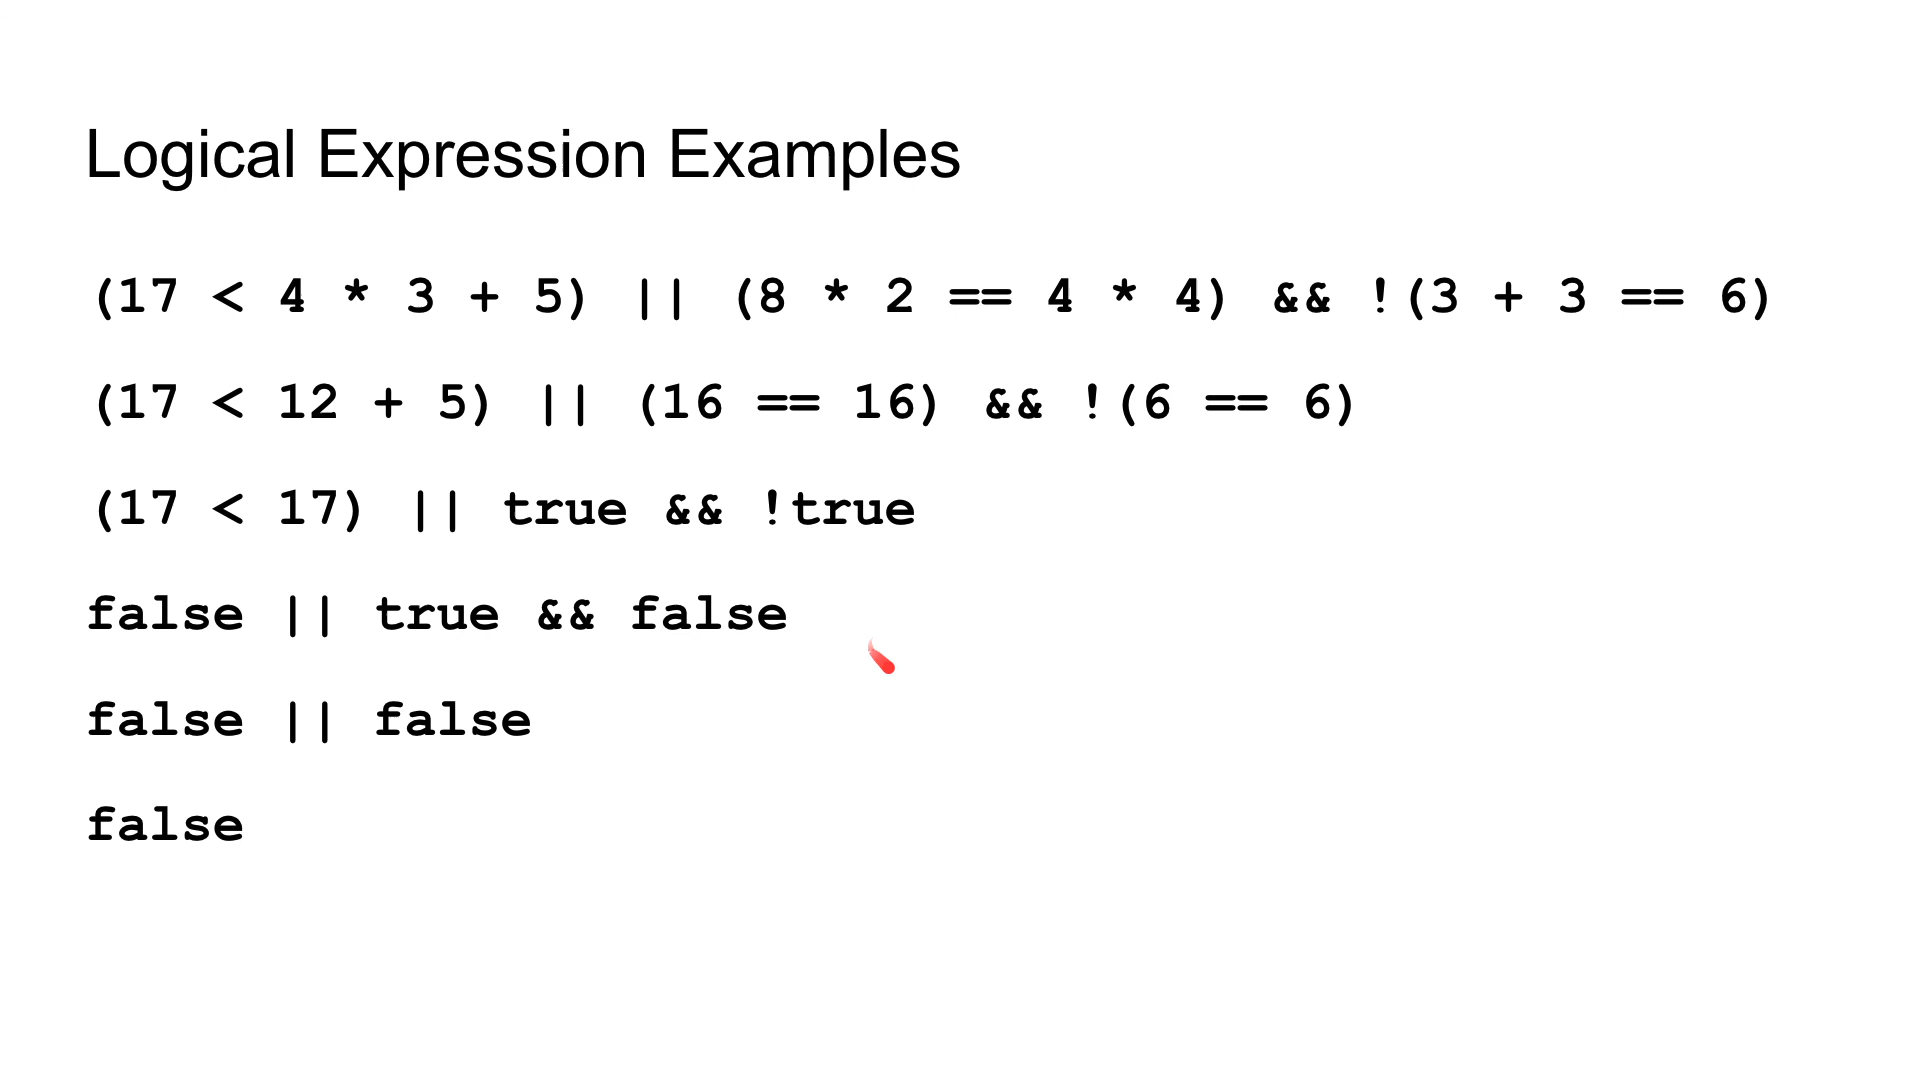 Logical Expression Examples
(17 < 4 * 3 + 5) || (8 * 2 == 4 * 4) && !(3 + 3 == 6)
(17 < 12 + 5) || (16 == 16) && !(6 == 6)
(17 < 17) || true && !true
false || true && false
false || false
false